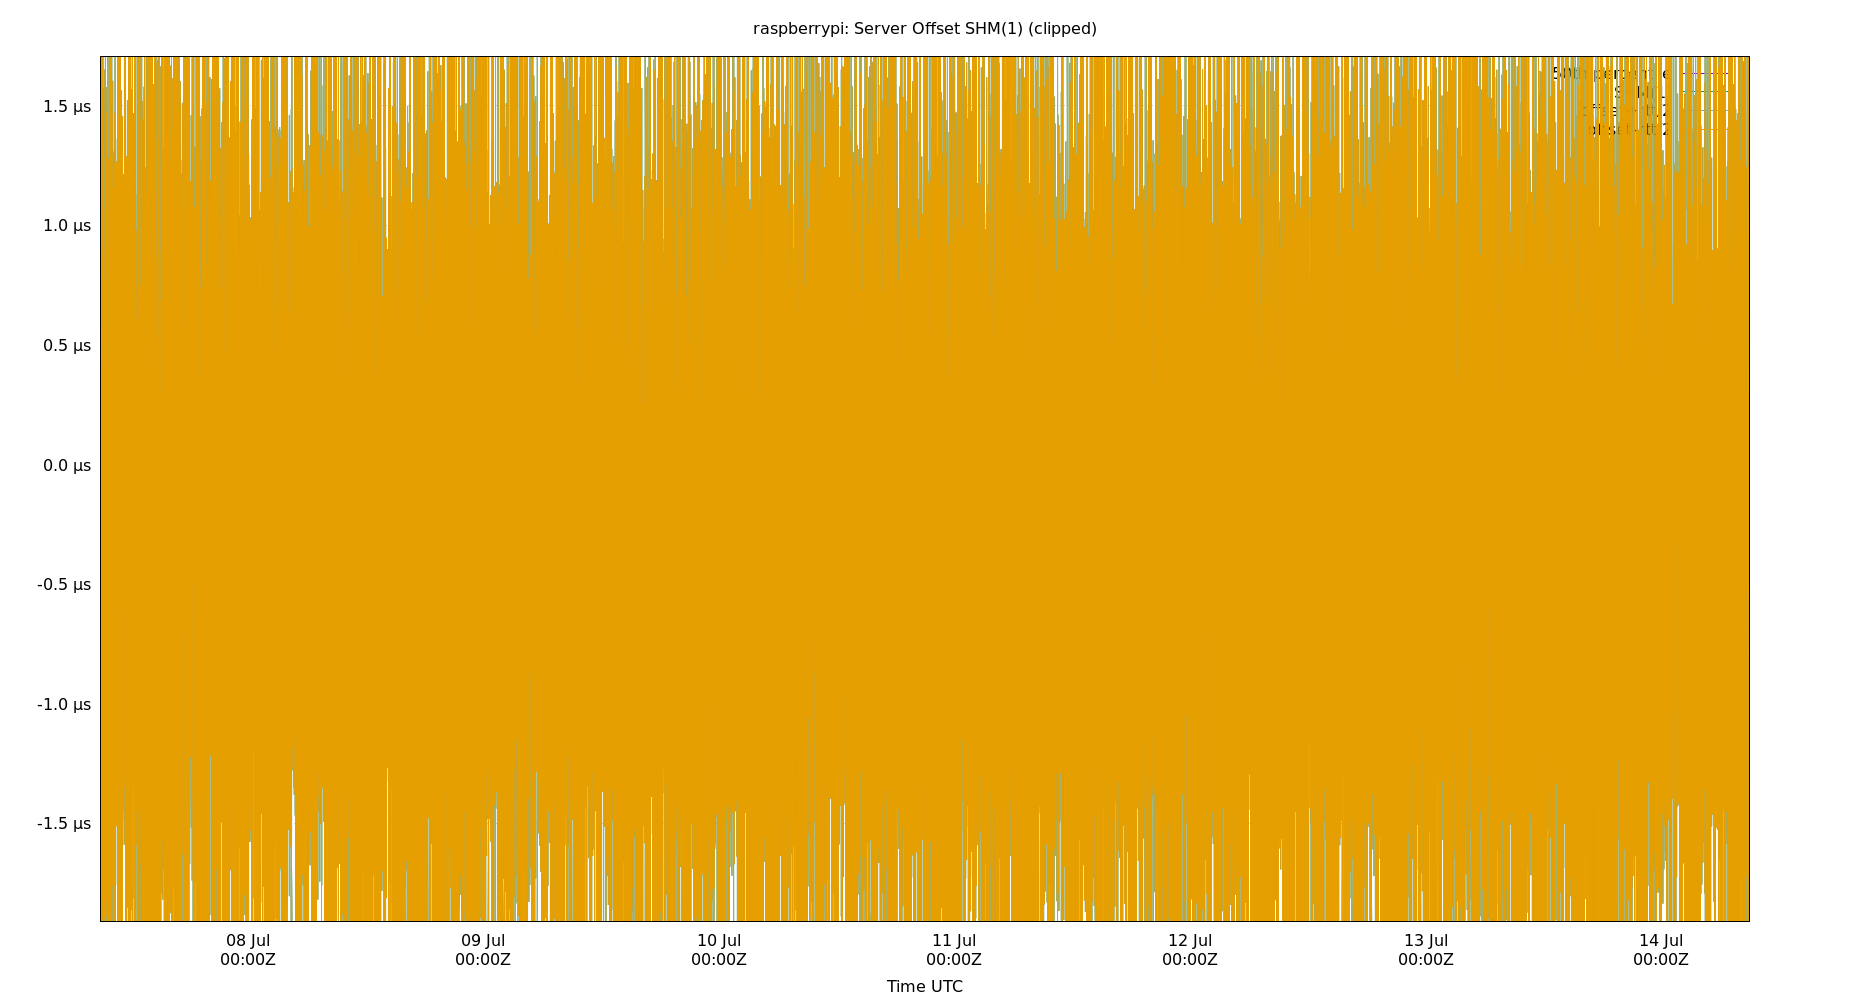 raspberrypi: Server Offset SHM(1) (clipped)
1.5 µs
1.0 µs
0.5 µs
0.0 µs
-0.5 µs
-1.0 µs
-1.5 µs
08 Jul
00:00Z
09 Jul
00:00Z
10 Jul
00:00Z
11 Jul
00:00Z
12 Jul
00:00Z
13 Jul
00:00Z
14 Jul
00:00Z
Time UTC